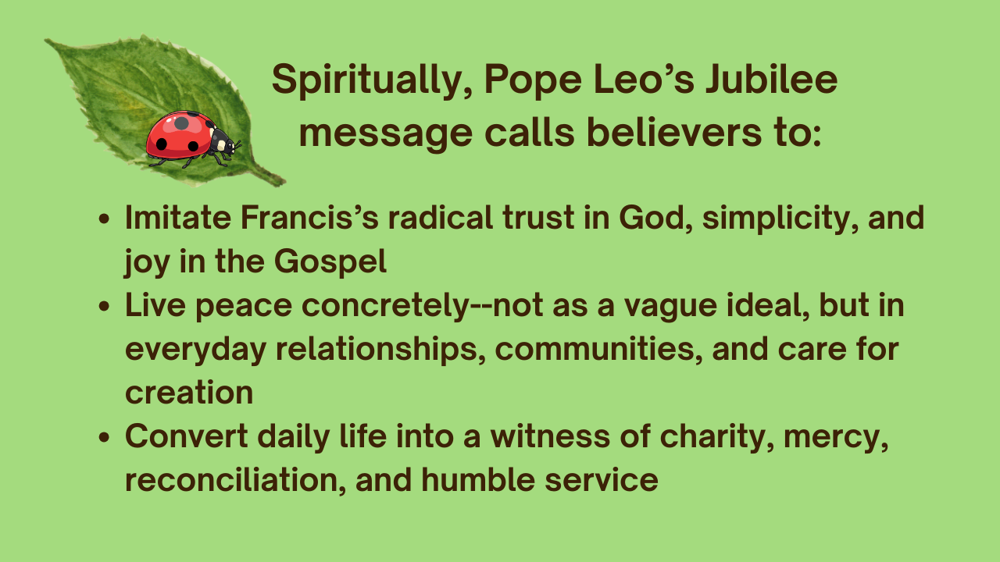 Spiritually, Pope Leo’s Jubilee
message calls believers to:
• Imitate Francis’s radical trust in God, simplicity, and
joy in the Gospel
• Live peace concretely--not as a vague ideal, but in
everyday relationships, communities, and care for
creation
• Convert daily life into a witness of charity, mercy,
reconciliation, and humble service